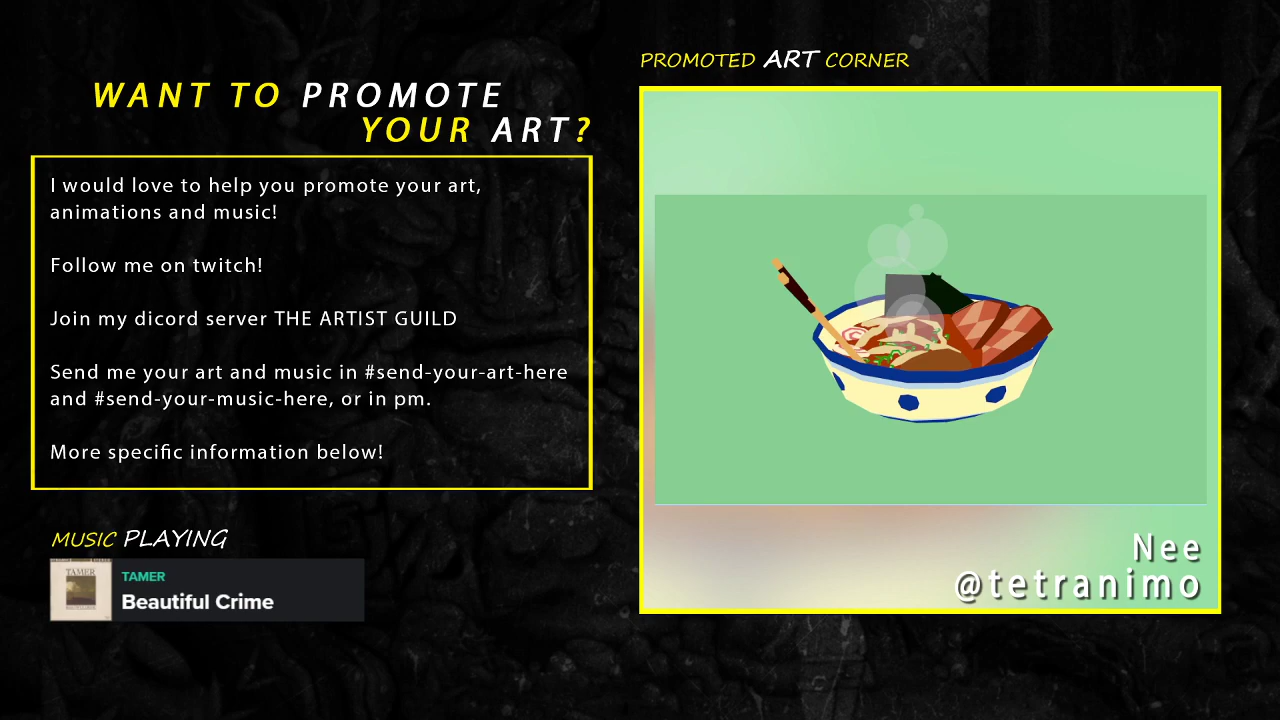 WANT TO PROMOTE
YOUR ART?
I would love to help you promote your art,
animations and music!
Follow me on twitch!
Join my dicord server THE ARTIST GUILD
Send me your art and music in #send-your-art-here
and #send-your-music-here, or in pm.
More specific information below!
MUSIC PLAYING
TAMER
TAMER
Beautiful Crime
PROMOTED ART CORNER
Nee
@tetranimo